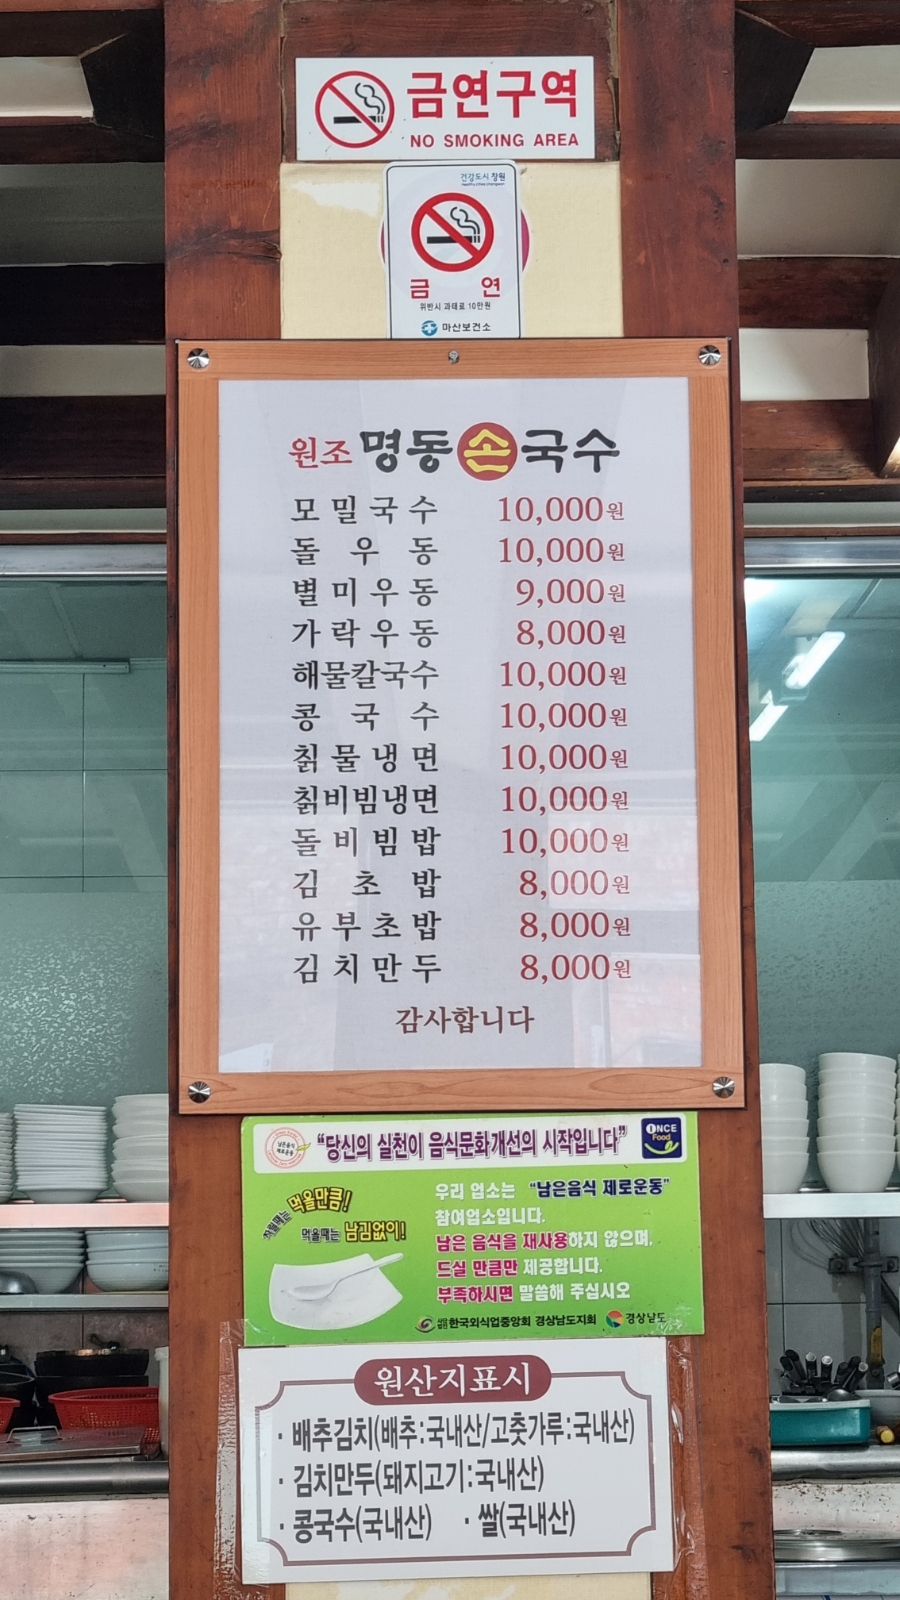 금연구역
NO SMOKING AREA
건강도시 창원
금 연
위반시 과태료 10만원
마산보건소
원조 명동손국수
모밀국수 10,000원
돌우동 10,000원
별미우동 9,000원
가락우동 8,000원
해물칼국수 10,000원
콩국수 10,000원
칡물냉면 10,000원
칡비빔냉면 10,000원
돌비빔밥 10,000원
김초밥 8,000원
유부초밥 8,000원
김치만두 8,000원
감사합니다
"당신의 실천이 음식문화개선의 시작입니다"
남은음식 제로운동
ONCE Food
차릴때는 먹을만큼!
먹을때는 남김없이!
우리 업소는 "남은음식 제로운동"
참여업소입니다.
남은 음식을 재사용하지 않으며,
드실 만큼만 제공합니다.
부족하시면 말씀해 주십시오
한국외식업중앙회 경상남도지회 경상남도
원산지표시
· 배추김치(배추:국내산/고춧가루:국내산)
· 김치만두(돼지고기:국내산)
· 콩국수(국내산) · 쌀(국내산)